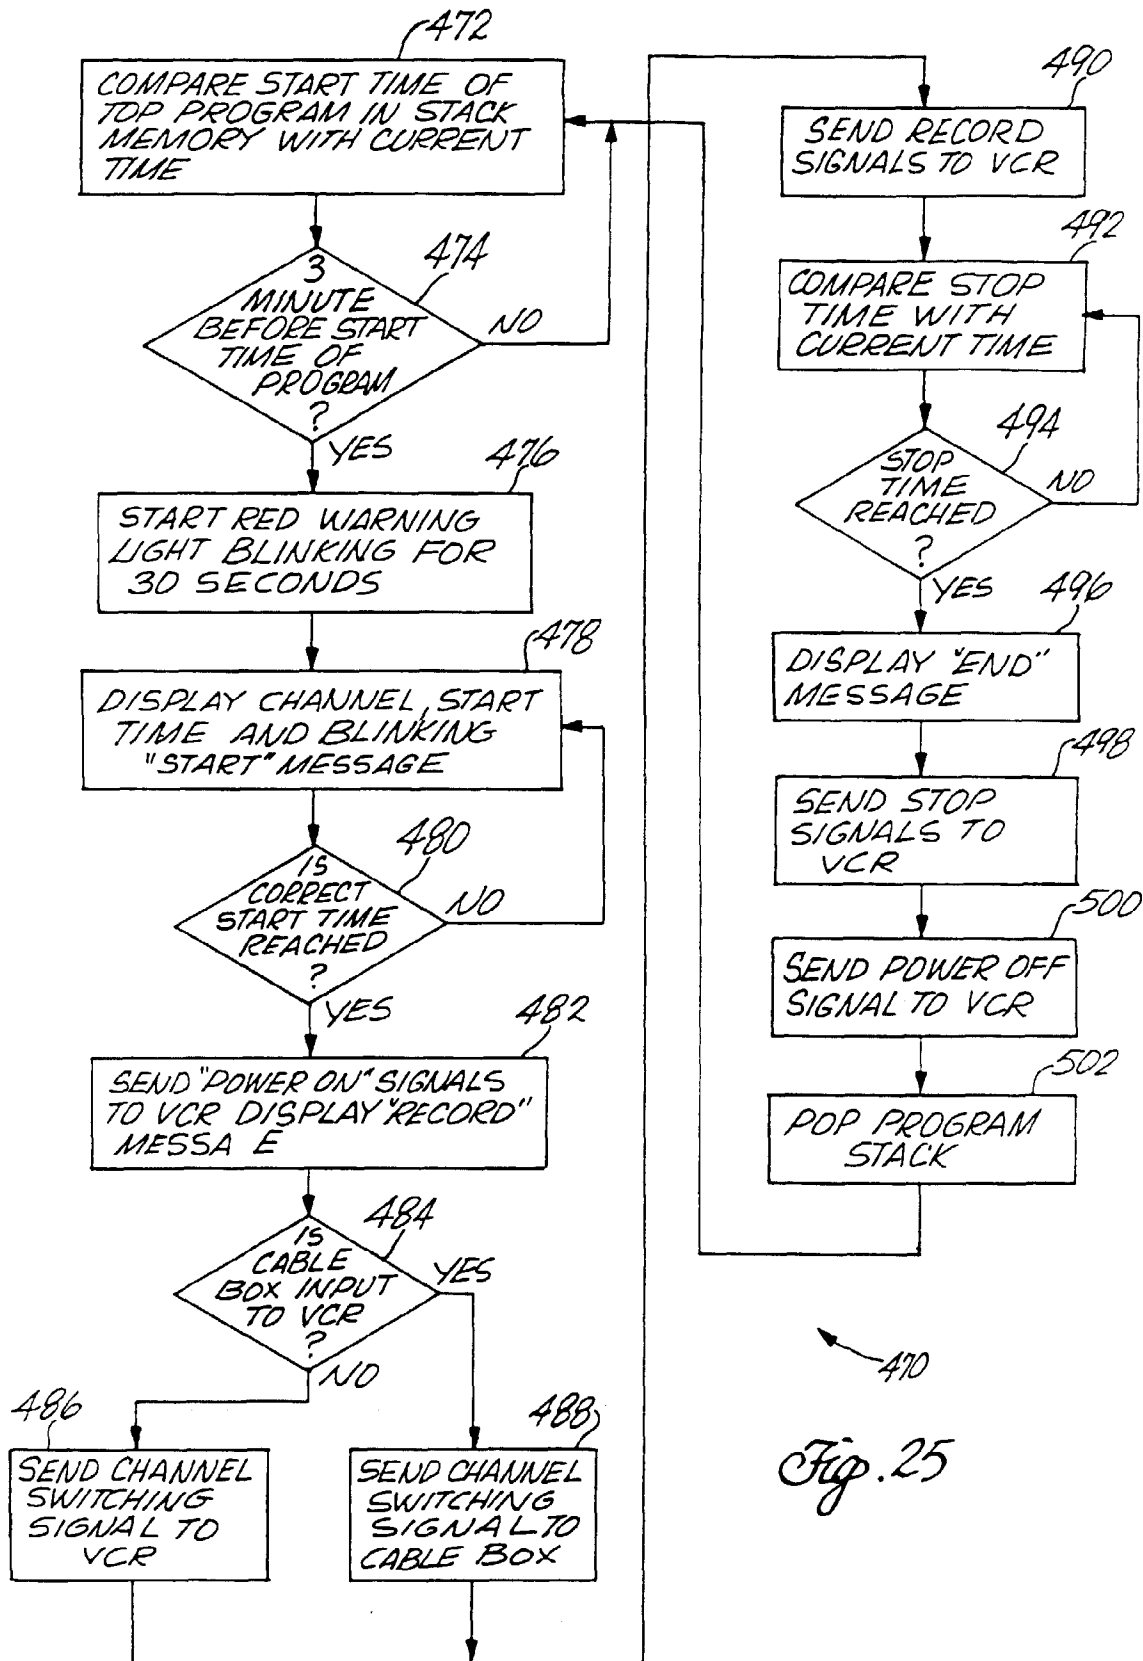 472
COMPARE START TIME OF
TOP PROGRAM IN STACK
MEMORY WITH CURRENT
TIME
474
3
MINUTE
BEFORE START
TIME OF
PROGRAM
?
NO
YES
476
START RED WARNING
LIGHT BLINKING FOR
30 SECONDS
478
DISPLAY CHANNEL, START
TIME AND BLINKING
"START" MESSAGE
480
IS
CORRECT
START TIME
REACHED
?
NO
YES
482
SEND "POWER ON" SIGNALS
TO VCR DISPLAY "RECORD"
MESSA E
484
IS
CABLE
BOX INPUT
TO VCR
?
YES
NO
486
SEND CHANNEL
SWITCHING
SIGNAL TO
VCR
488
SEND CHANNEL
SWITCHING
SIGNAL TO
CABLE BOX
490
SEND RECORD
SIGNALS TO VCR
492
COMPARE STOP
TIME WITH
CURRENT TIME
494
STOP
TIME
REACHED
?
NO
YES
496
DISPLAY "END"
MESSAGE
498
SEND STOP
SIGNALS TO
VCR
500
SEND POWER OFF
SIGNAL TO VCR
502
POP PROGRAM
STACK
470
Fig. 25